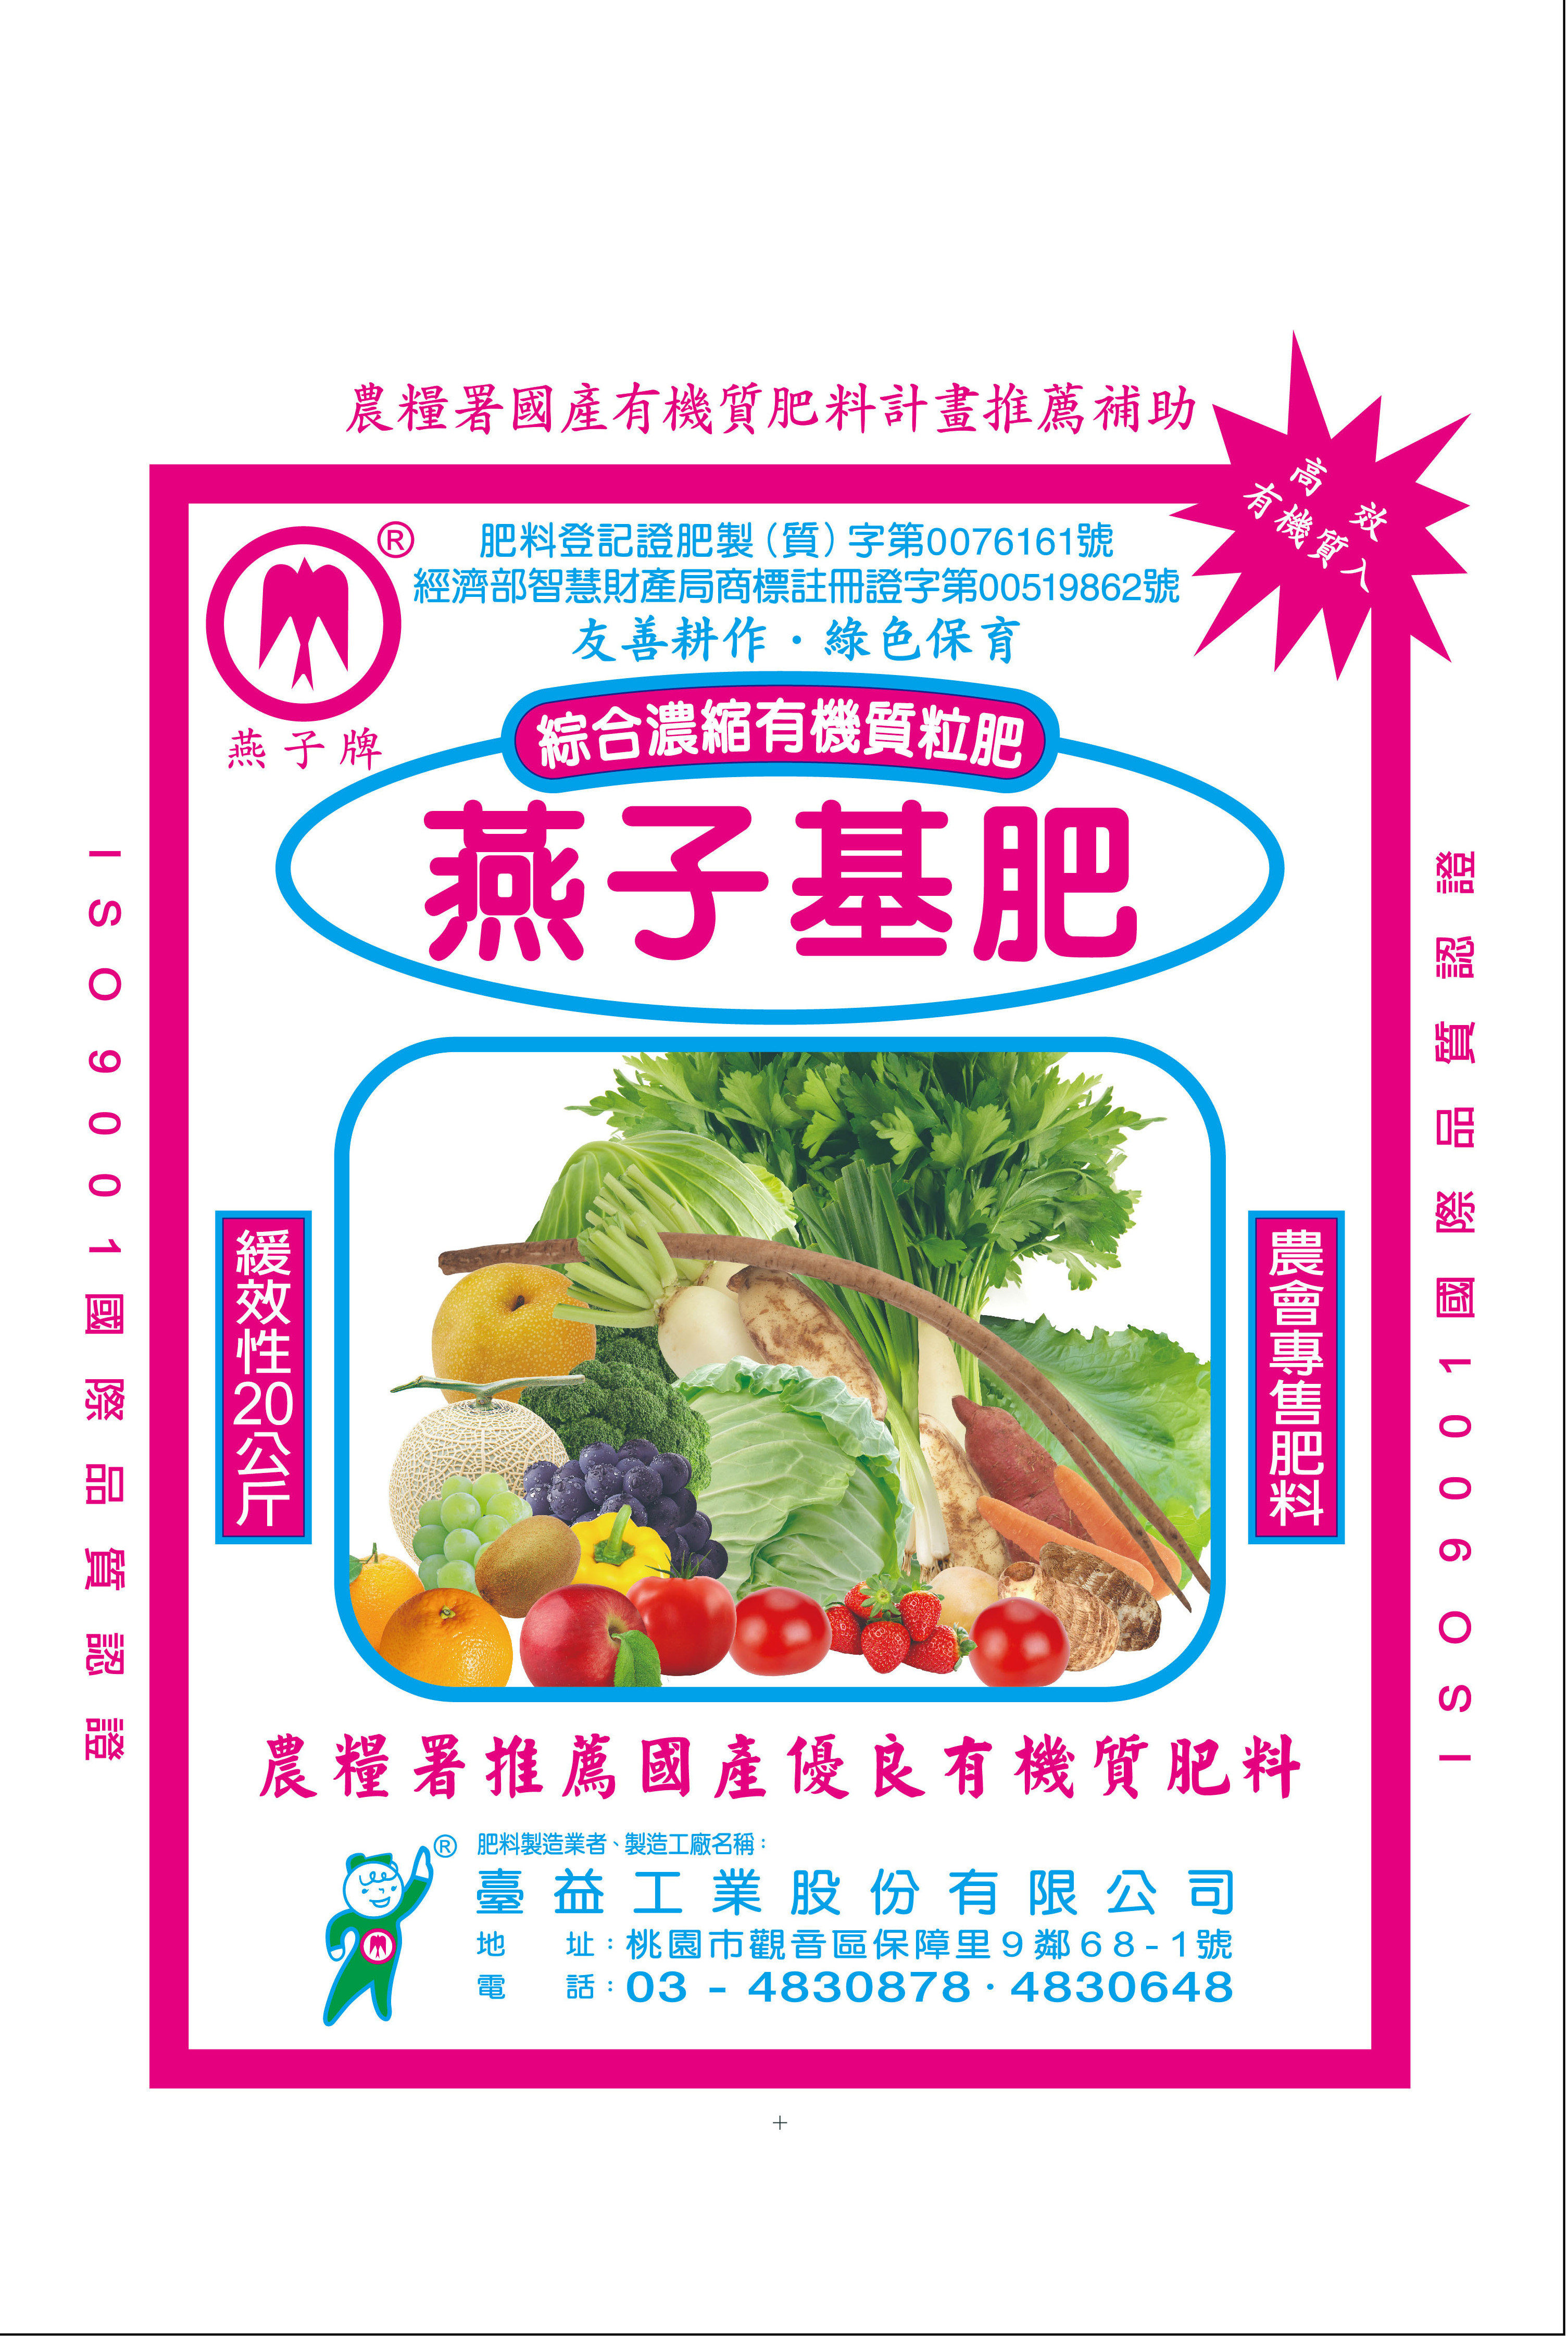 農糧署國產有機質肥料計畫推薦補助
高效
有機質入
®
肥料登記證肥製(質)字第0076161號
經濟部智慧財產局商標註冊證字第00519862號
友善耕作・綠色保育
燕子牌
綜合濃縮有機質粒肥
燕子基肥
ISO9001國際品質認證
ISO9001國際品質認證
緩效性20公斤
農會專售肥料
農糧署推薦國產優良有機質肥料
®
肥料製造業者、製造工廠名稱：
臺益工業股份有限公司
地址：桃園市觀音區保障里9鄰68-1號
電話：03-4830878·4830648